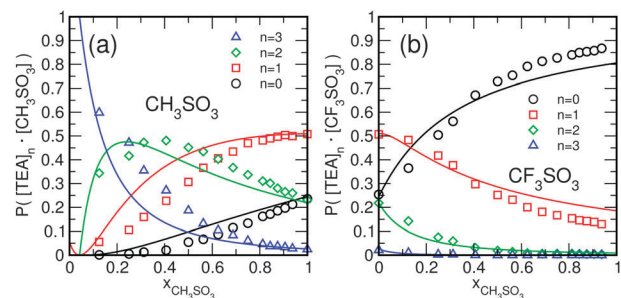 P( [TEA]n · [CH3SO3] )
1
0.9
0.8
0.7
0.6
0.5
0.4
0.3
0.2
0.1
0
(a)
n=3
n=2
n=1
n=0
CH3SO3
0 0.2 0.4 0.6 0.8 1
xCH3SO3
P( [TEA]n · [CF3SO3] )
1
0.9
0.8
0.7
0.6
0.5
0.4
0.3
0.2
0.1
0
(b)
n=0
n=1
n=2
n=3
CF3SO3
0 0.2 0.4 0.6 0.8 1
xCH3SO3